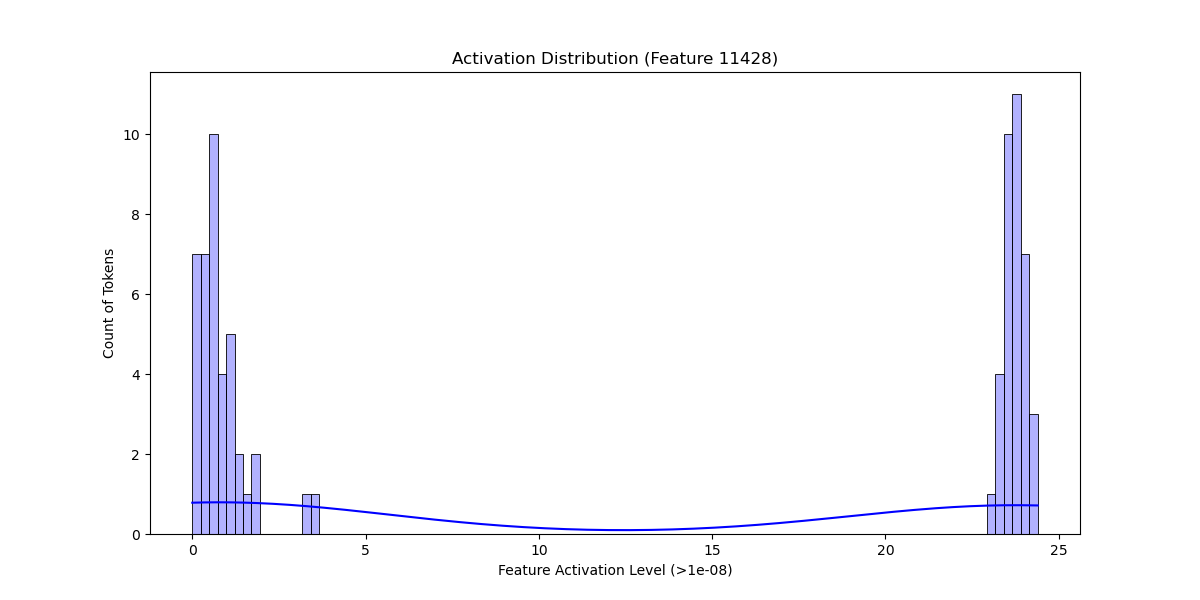 Activation Distribution (Feature 11428)
Count of Tokens
10
8
6
4
2
0
0 5 10 15 20 25
Feature Activation Level (>1e-08)